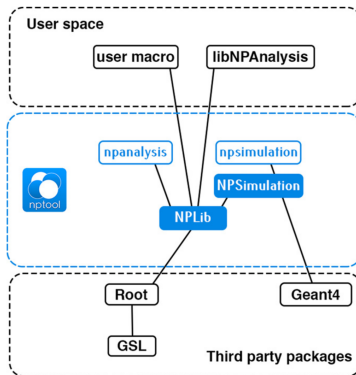 User space
user macro
libNPAnalysis
npanalysis
npsimulation
NPSimulation
NPLib
nptool
Root
Geant4
GSL
Third party packages